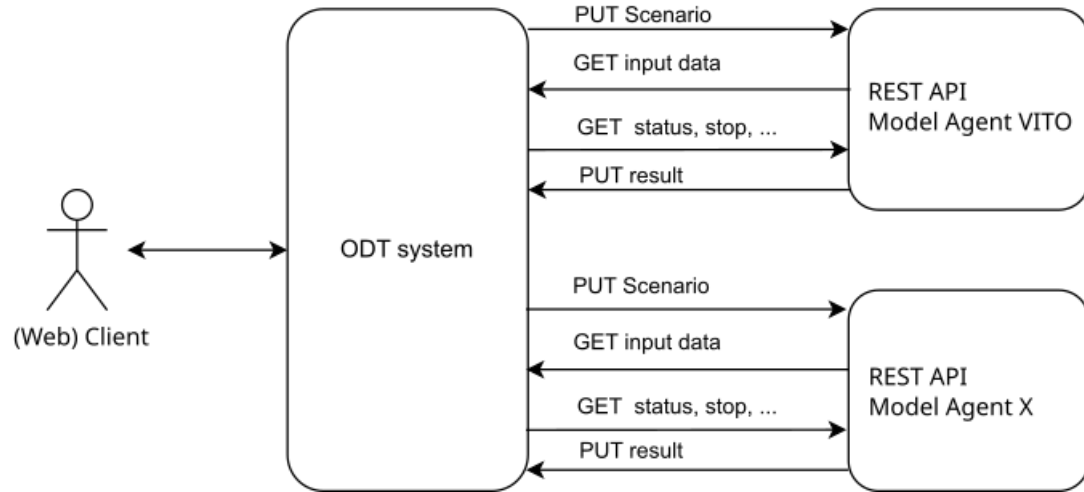 PUT Scenario
GET input data
GET status, stop, ...
PUT result
REST API
Model Agent VITO
ODT system
(Web) Client
PUT Scenario
GET input data
GET status, stop, ...
PUT result
REST API
Model Agent X